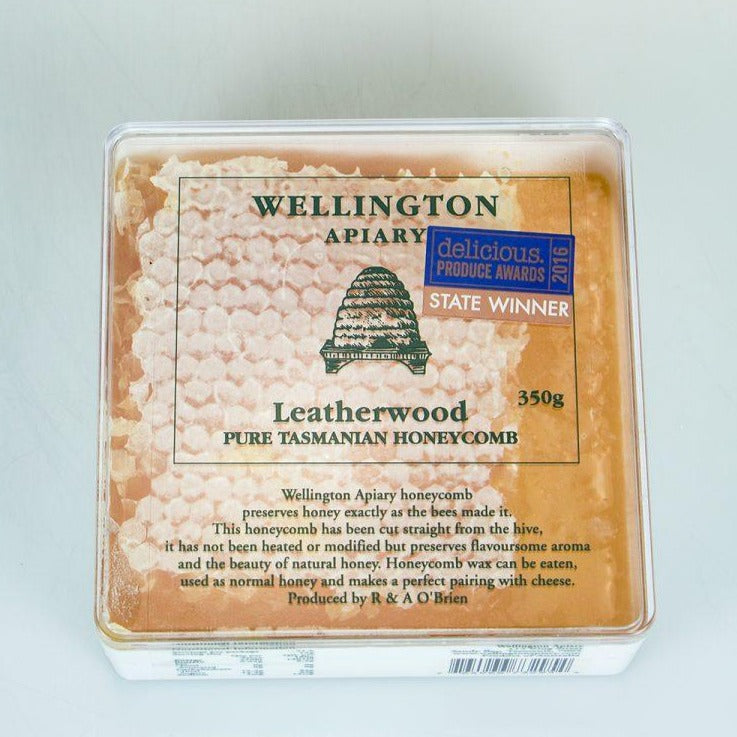 WELLINGTON
APIARY
delicious.
PRODUCE AWARDS
2016
STATE WINNER
350g
Leatherwood
PURE TASMANIAN HONEYCOMB
Wellington Apiary honeycomb
preserves honey exactly as the bees made it.
This honeycomb has been cut straight from the hive,
it has not been heated or modified but preserves flavoursome aroma
and the beauty of natural honey. Honeycomb wax can be eaten,
used as normal honey and makes a perfect pairing with cheese.
Produced by R & A O'Brien
Wellington Apiary